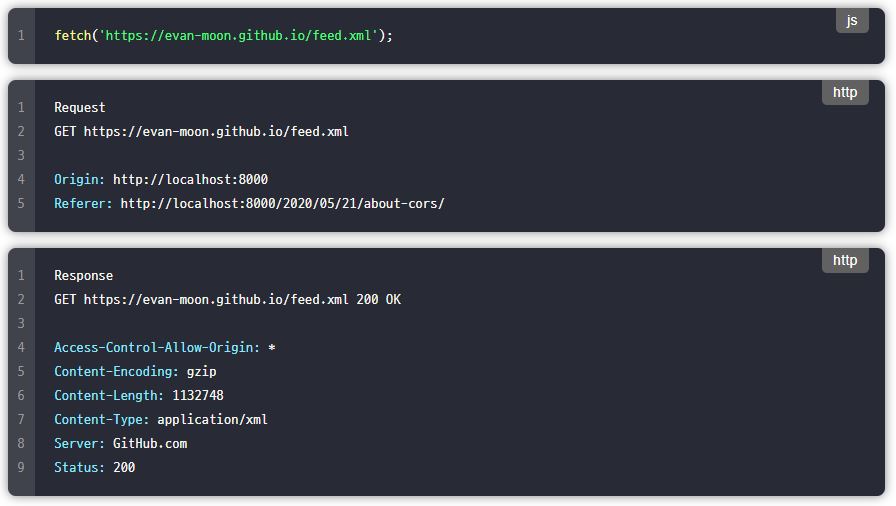 js
1 fetch('https://evan-moon.github.io/feed.xml');
http
1 Request
2 GET https://evan-moon.github.io/feed.xml
3
4 Origin: http://localhost:8000
5 Referer: http://localhost:8000/2020/05/21/about-cors/
http
1 Response
2 GET https://evan-moon.github.io/feed.xml 200 OK
3
4 Access-Control-Allow-Origin: *
5 Content-Encoding: gzip
6 Content-Length: 1132748
7 Content-Type: application/xml
8 Server: GitHub.com
9 Status: 200